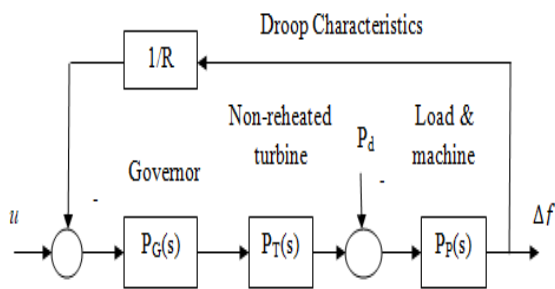 Droop Characteristics
1/R
Non-reheated
turbine
Load &
machine
P_d
Governor
-
-
u
Δf
P_G(s)
P_T(s)
P_P(s)